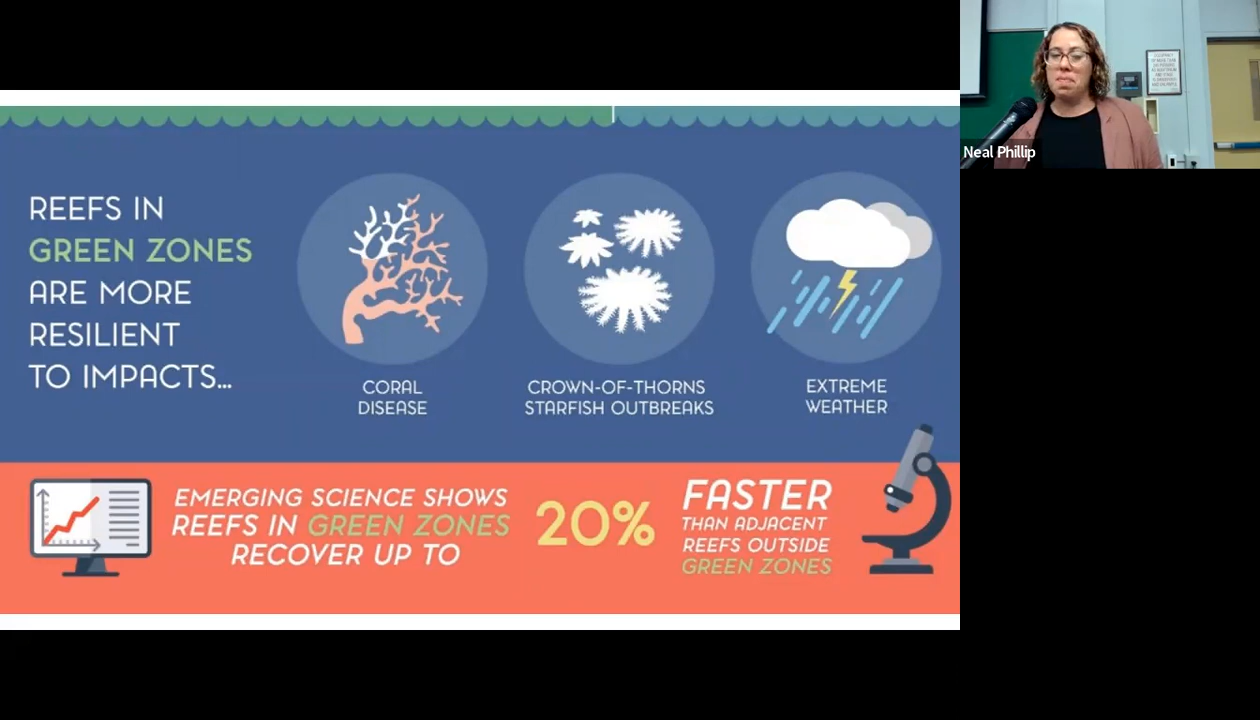 REEFS IN
GREEN ZONES
ARE MORE
RESILIENT
TO IMPACTS...
CORAL
DISEASE
CROWN-OF-THORNS
STARFISH OUTBREAKS
EXTREME
WEATHER
EMERGING SCIENCE SHOWS
REEFS IN GREEN ZONES
RECOVER UP TO
20%
FASTER
THAN ADJACENT
REEFS OUTSIDE
GREEN ZONES
Neal Phillip